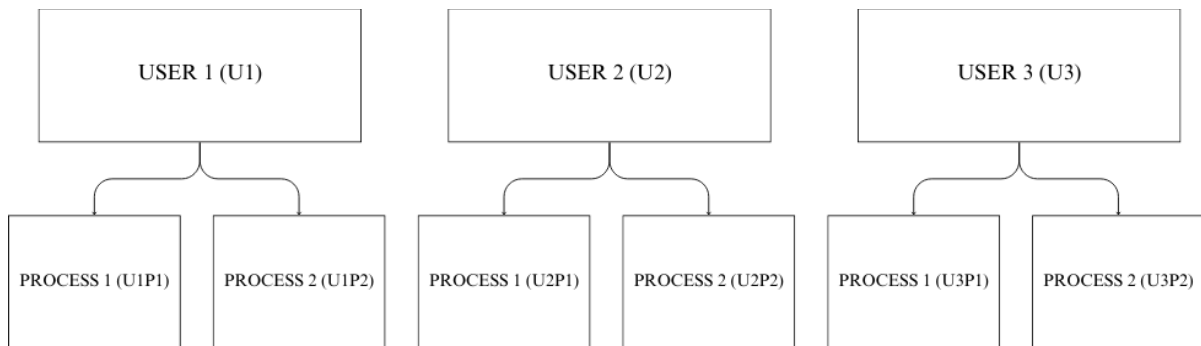 USER 1 (U1)
USER 2 (U2)
USER 3 (U3)
PROCESS 1 (U1P1)
PROCESS 2 (U1P2)
PROCESS 1 (U2P1)
PROCESS 2 (U2P2)
PROCESS 1 (U3P1)
PROCESS 2 (U3P2)